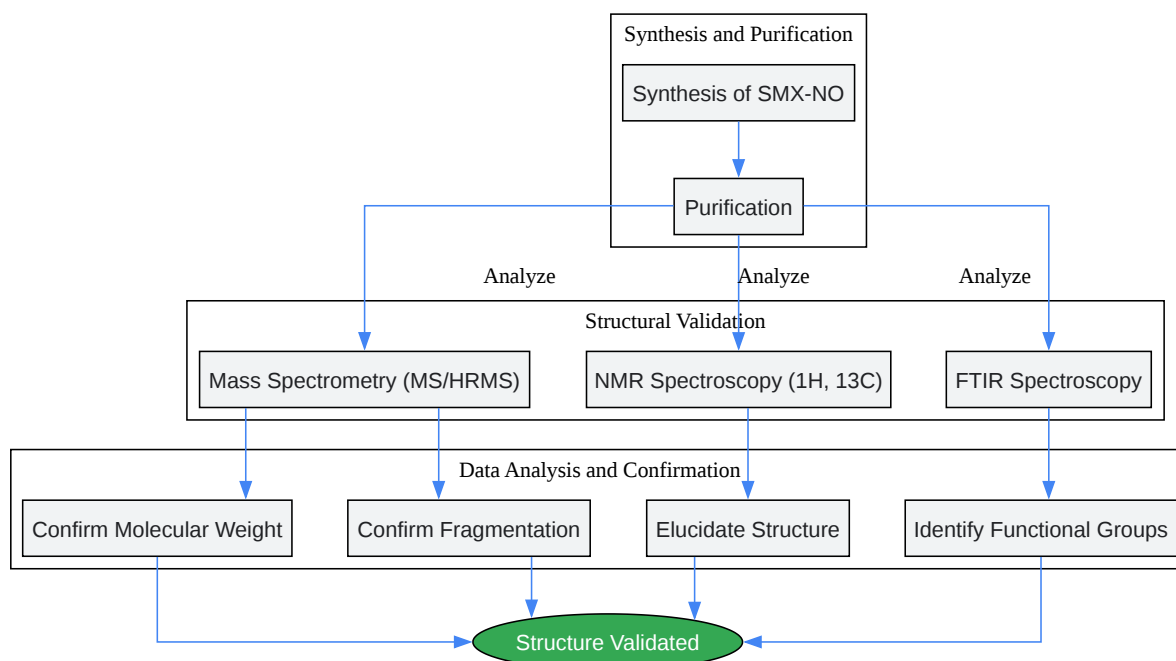 Synthesis and Purification
Synthesis of SMX-NO
Purification
Analyze
Analyze
Analyze
Structural Validation
Mass Spectrometry (MS/HRMS)
NMR Spectroscopy (1H, 13C)
FTIR Spectroscopy
Data Analysis and Confirmation
Confirm Molecular Weight
Confirm Fragmentation
Elucidate Structure
Identify Functional Groups
Structure Validated